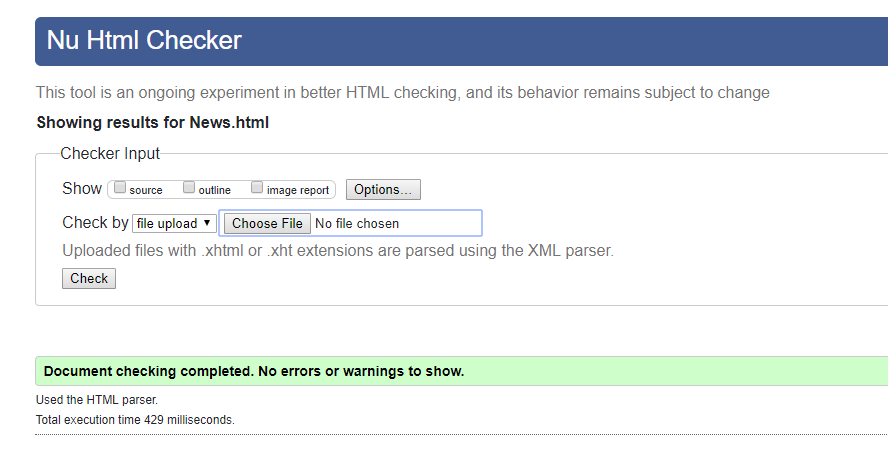 Nu Html Checker
This tool is an ongoing experiment in better HTML checking, and its behavior remains subject to change
Showing results for News.html
Checker Input
Show source outline image report Options...
Check by file upload Choose File No file chosen
Uploaded files with .xhtml or .xht extensions are parsed using the XML parser.
Check
Document checking completed. No errors or warnings to show.
Used the HTML parser.
Total execution time 429 milliseconds.